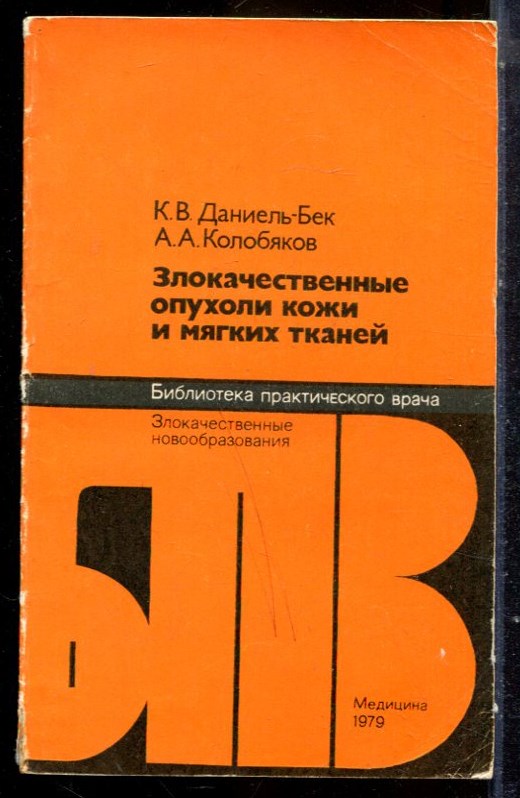 К. В. Даниель-Бек
А. А. Колобяков
Злокачественные
опухоли кожи
и мягких тканей
Библиотека практического врача
Злокачественные
новообразования
БПВ
Медицина
1979